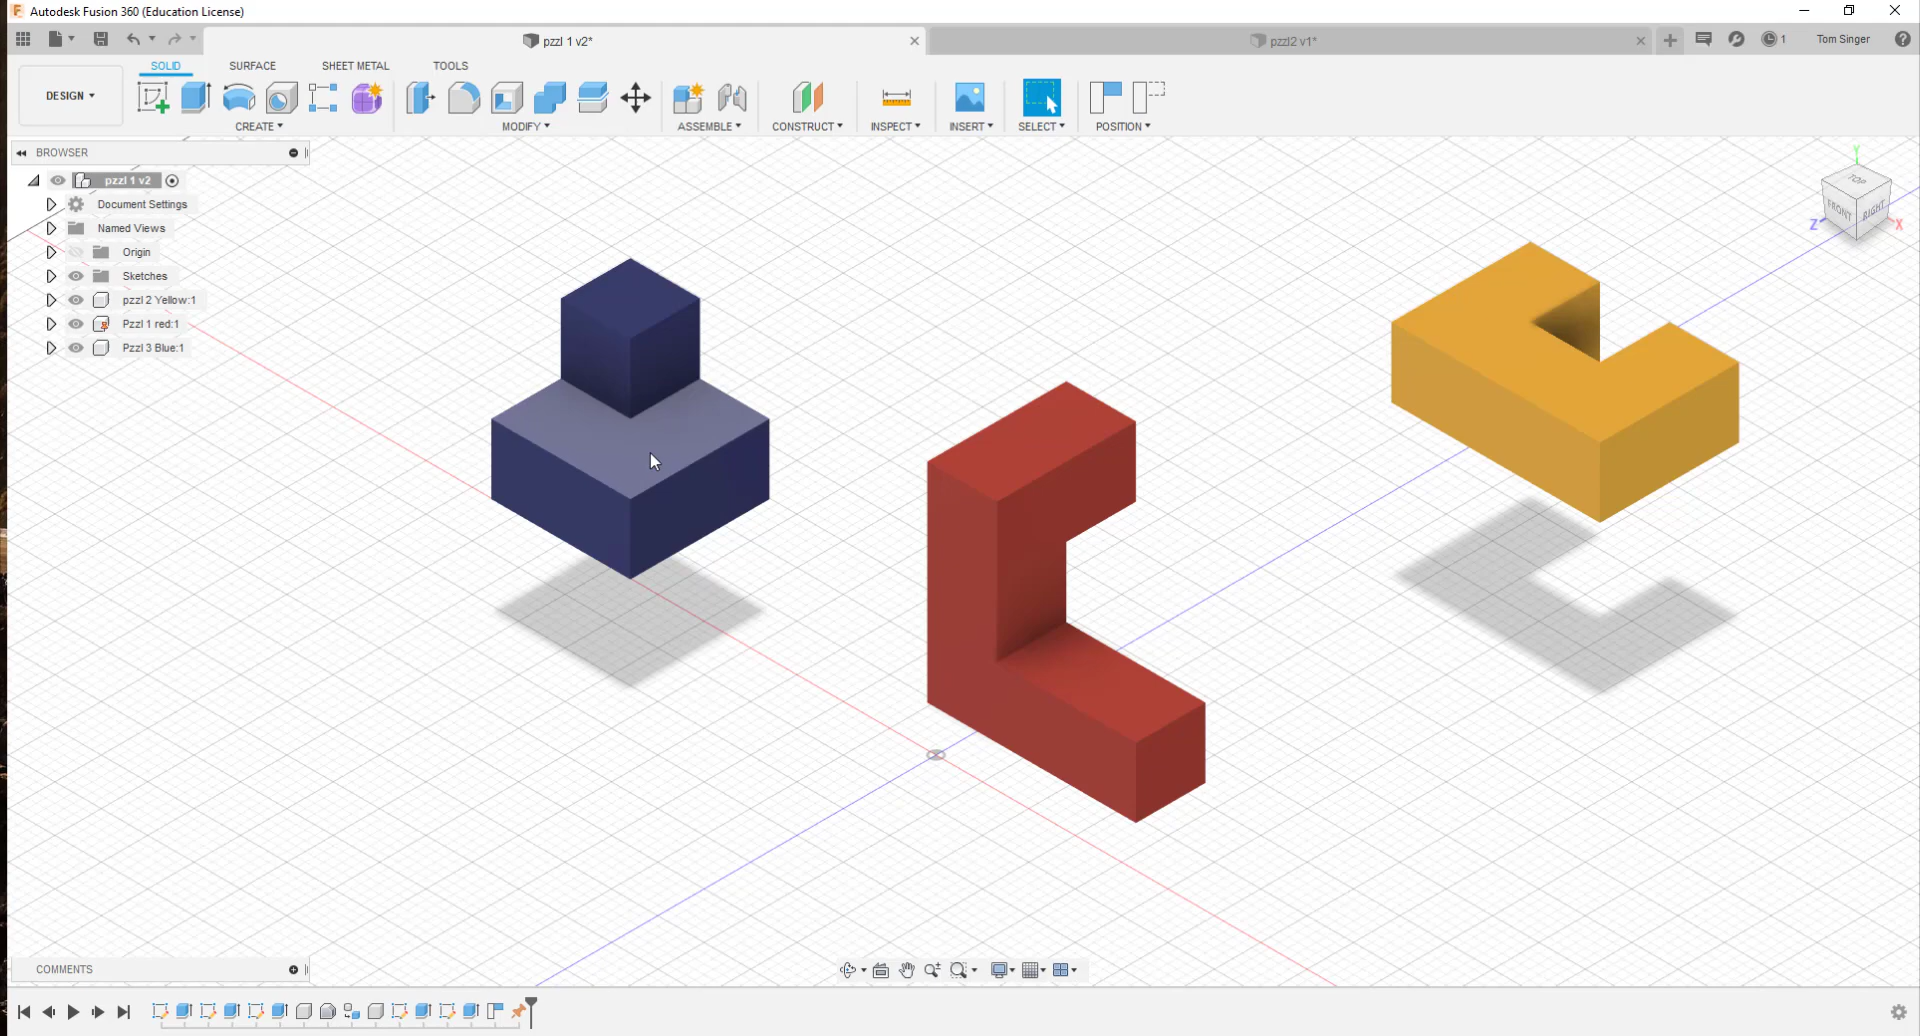 Autodesk Fusion 360 (Education License)
pzzl 1 v2*
pzzl2 v1*
1
Tom Singer
DESIGN
SOLID
SURFACE
SHEET METAL
TOOLS
CREATE
MODIFY
ASSEMBLE
CONSTRUCT
INSPECT
INSERT
SELECT
POSITION
BROWSER
pzzl 1 v2
Document Settings
Named Views
Origin
Sketches
pzzl 2 Yellow:1
Pzzl 1 red:1
Pzzl 3 Blue:1
Y
TOP
FRONT
RIGHT
Z
X
COMMENTS